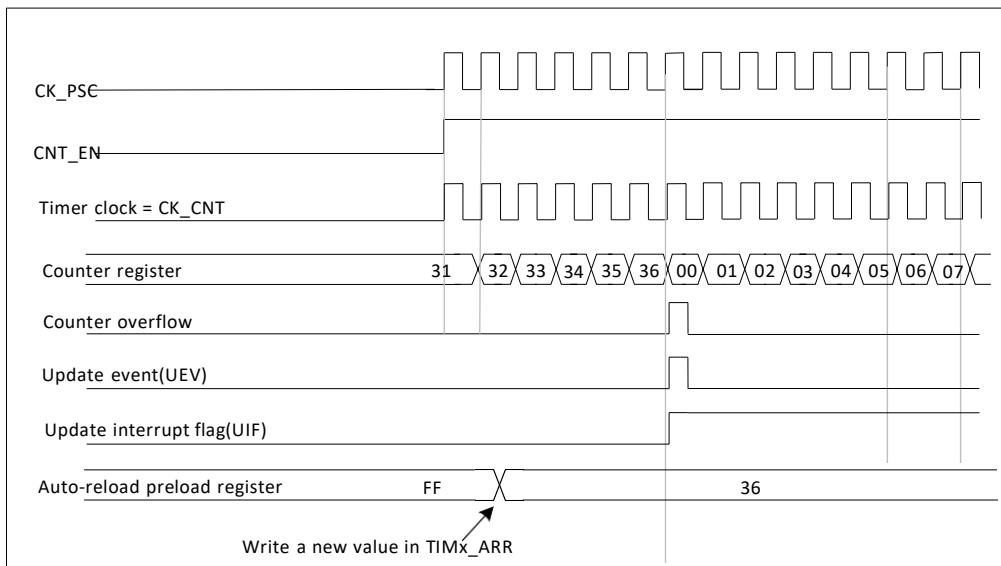 CK_PSC
CNT_EN
Timer clock = CK_CNT
Counter register 31 32 33 34 35 36 00 01 02 03 04 05 06 07
Counter overflow
Update event(UEV)
Update interrupt flag(UIF)
Auto-reload preload register FF 36
Write a new value in TIMx_ARR